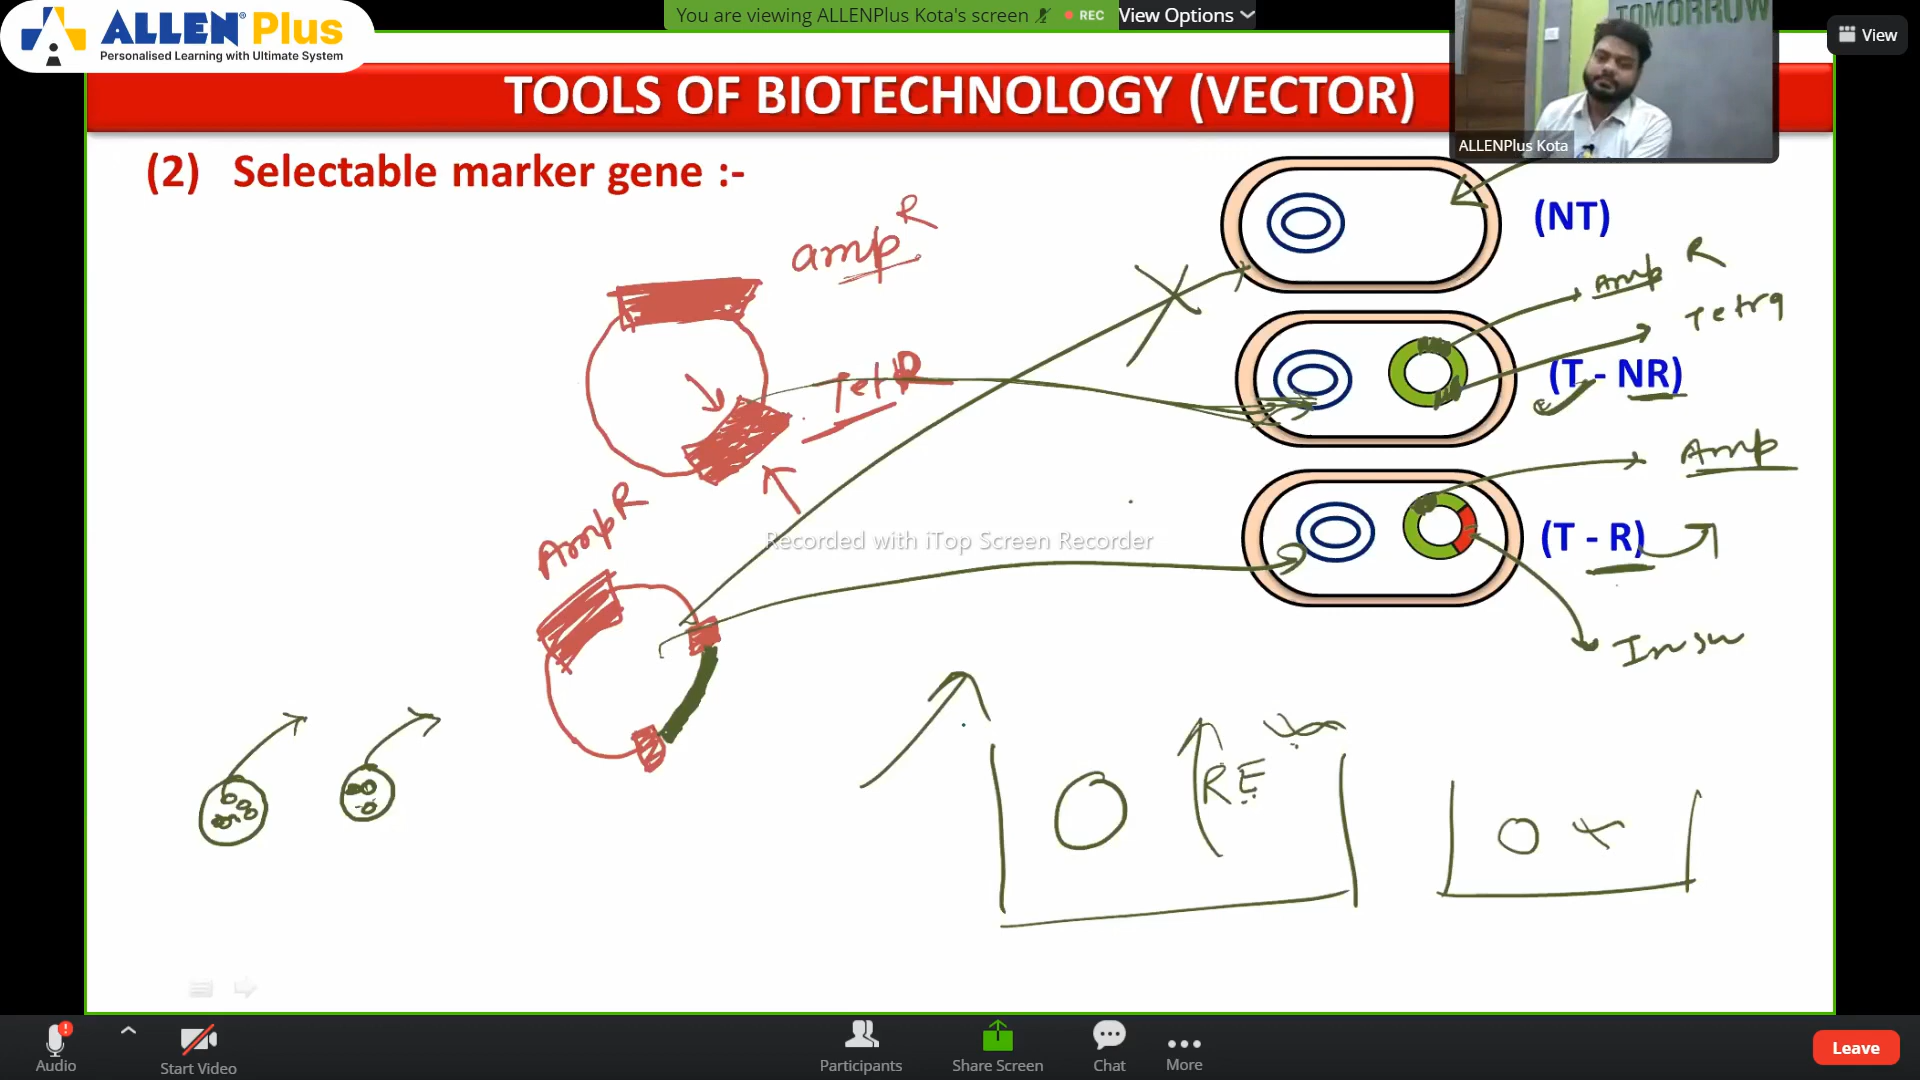 You are viewing ALLENPlus Kota's screen REC View Options
ALLEN Plus
Personalised Learning with Ultimate System
TOMORROW
View
TOOLS OF BIOTECHNOLOGY (VECTOR)
ALLENPlus Kota
(2) Selectable marker gene :-
amp R
(NT)
Amp R
Tetra
Tet R
(T - NR)
Amp
Amp R
Recorded with iTop Screen Recorder
(T - R)
Insu
RE
Audio
Start Video
Participants
Share Screen
Chat
More
Leave